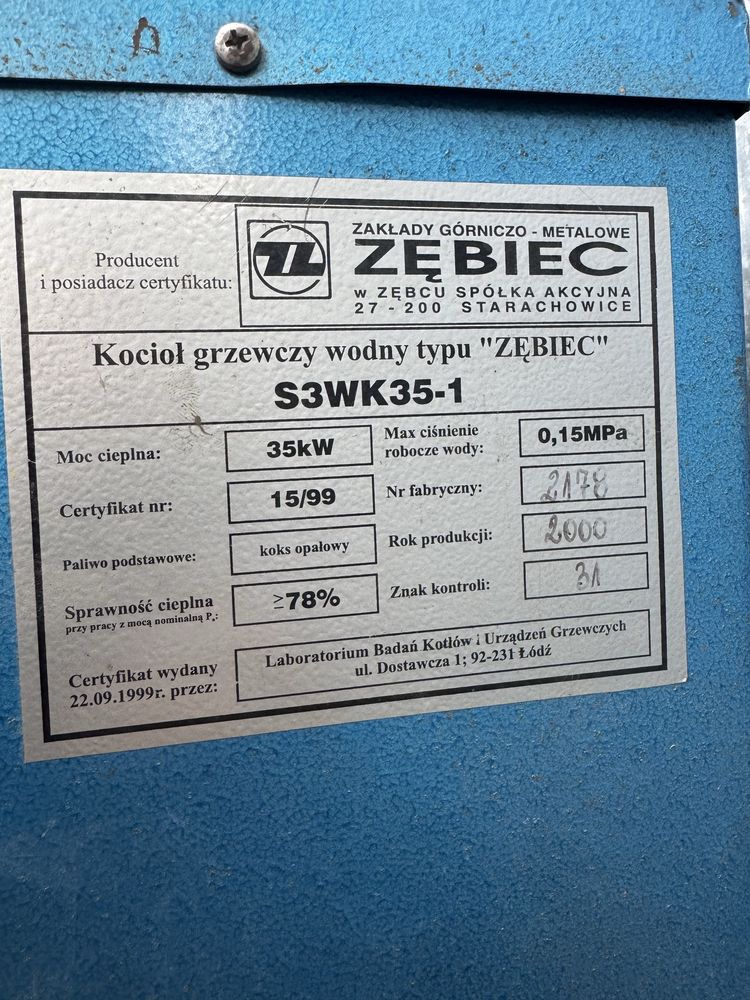 Producent
i posiadacz certyfikatu:
ZAKŁADY GÓRNICZO - METALOWE
ZĘBIEC
w ZĘBCU SPÓŁKA AKCYJNA
27 - 200 STARACHOWICE
Kocioł grzewczy wodny typu "ZĘBIEC"
S3WK35-1
Moc cieplna: 35kW
Max ciśnienie
robocze wody: 0,15MPa
Certyfikat nr: 15/99
Nr fabryczny: 2178
Paliwo podstawowe: koks opałowy
Rok produkcji: 2000
Sprawność cieplna
przy pracy z mocą nominalną Pₙ: ≥78%
Znak kontroli: 31
Certyfikat wydany
22.09.1999r. przez:
Laboratorium Badań Kotłów i Urządzeń Grzewczych
ul. Dostawcza 1; 92-231 Łódź